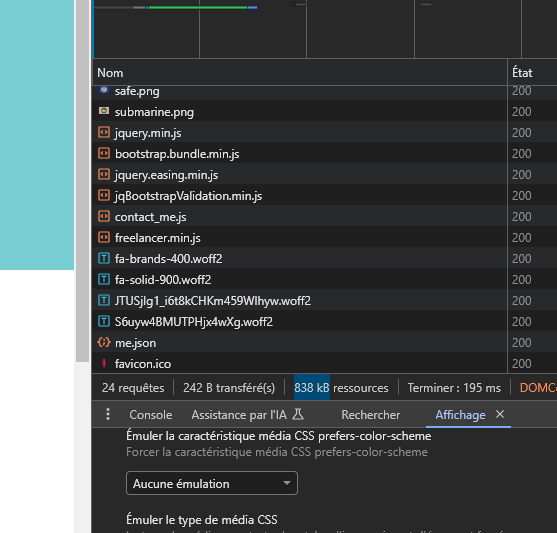 Nom État
safe.png 200
submarine.png 200
jquery.min.js 200
bootstrap.bundle.min.js 200
jquery.easing.min.js 200
jqBootstrapValidation.min.js 200
contact_me.js 200
freelancer.min.js 200
fa-brands-400.woff2 200
fa-solid-900.woff2 200
JTUSjIg1_i6t8kCHKm459Wlhyw.woff2 200
S6uyw4BMUTPHjx4wXg.woff2 200
me.json 200
favicon.ico 200
24 requêtes 242 B transféré(s) 838 kB ressources Terminer : 195 ms DOMC
Console Assistance par l'IA Rechercher Affichage
Émuler la caractéristique média CSS prefers-color-scheme
Forcer la caractéristique média CSS prefers-color-scheme
Aucune émulation
Émuler le type de média CSS